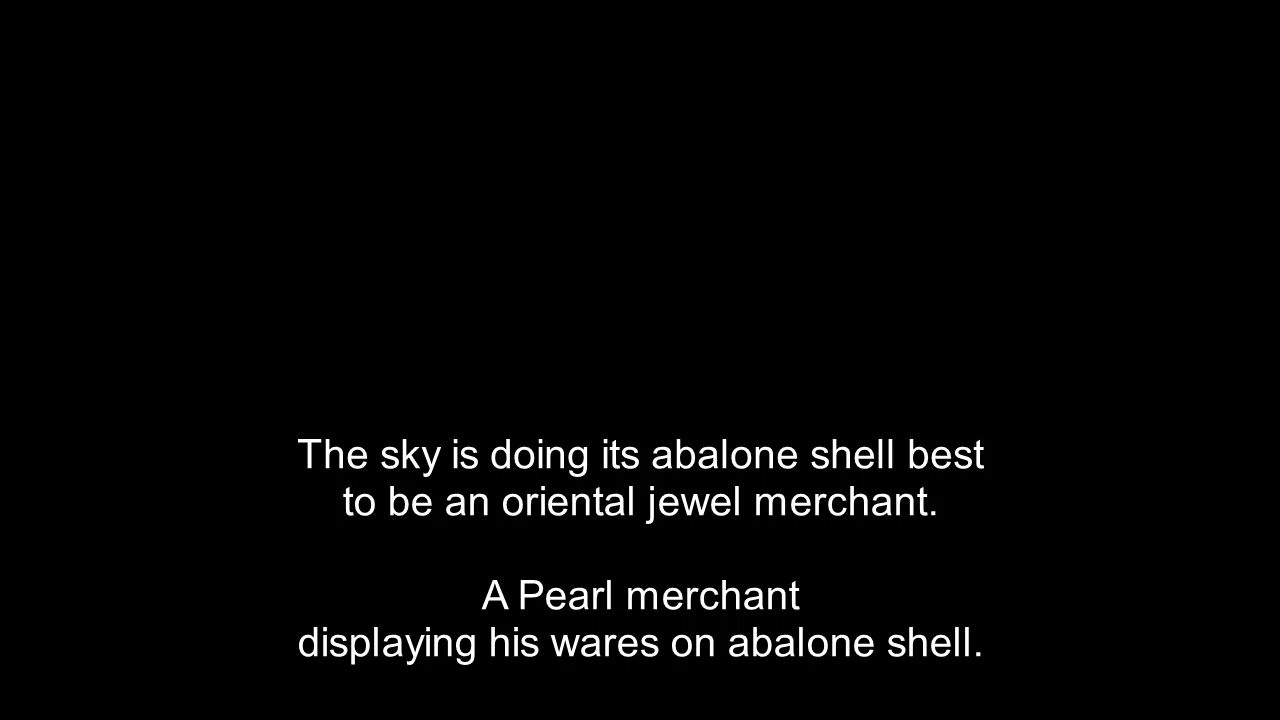 The sky is doing its abalone shell best
to be an oriental jewel merchant.
A Pearl merchant
displaying his wares on abalone shell.